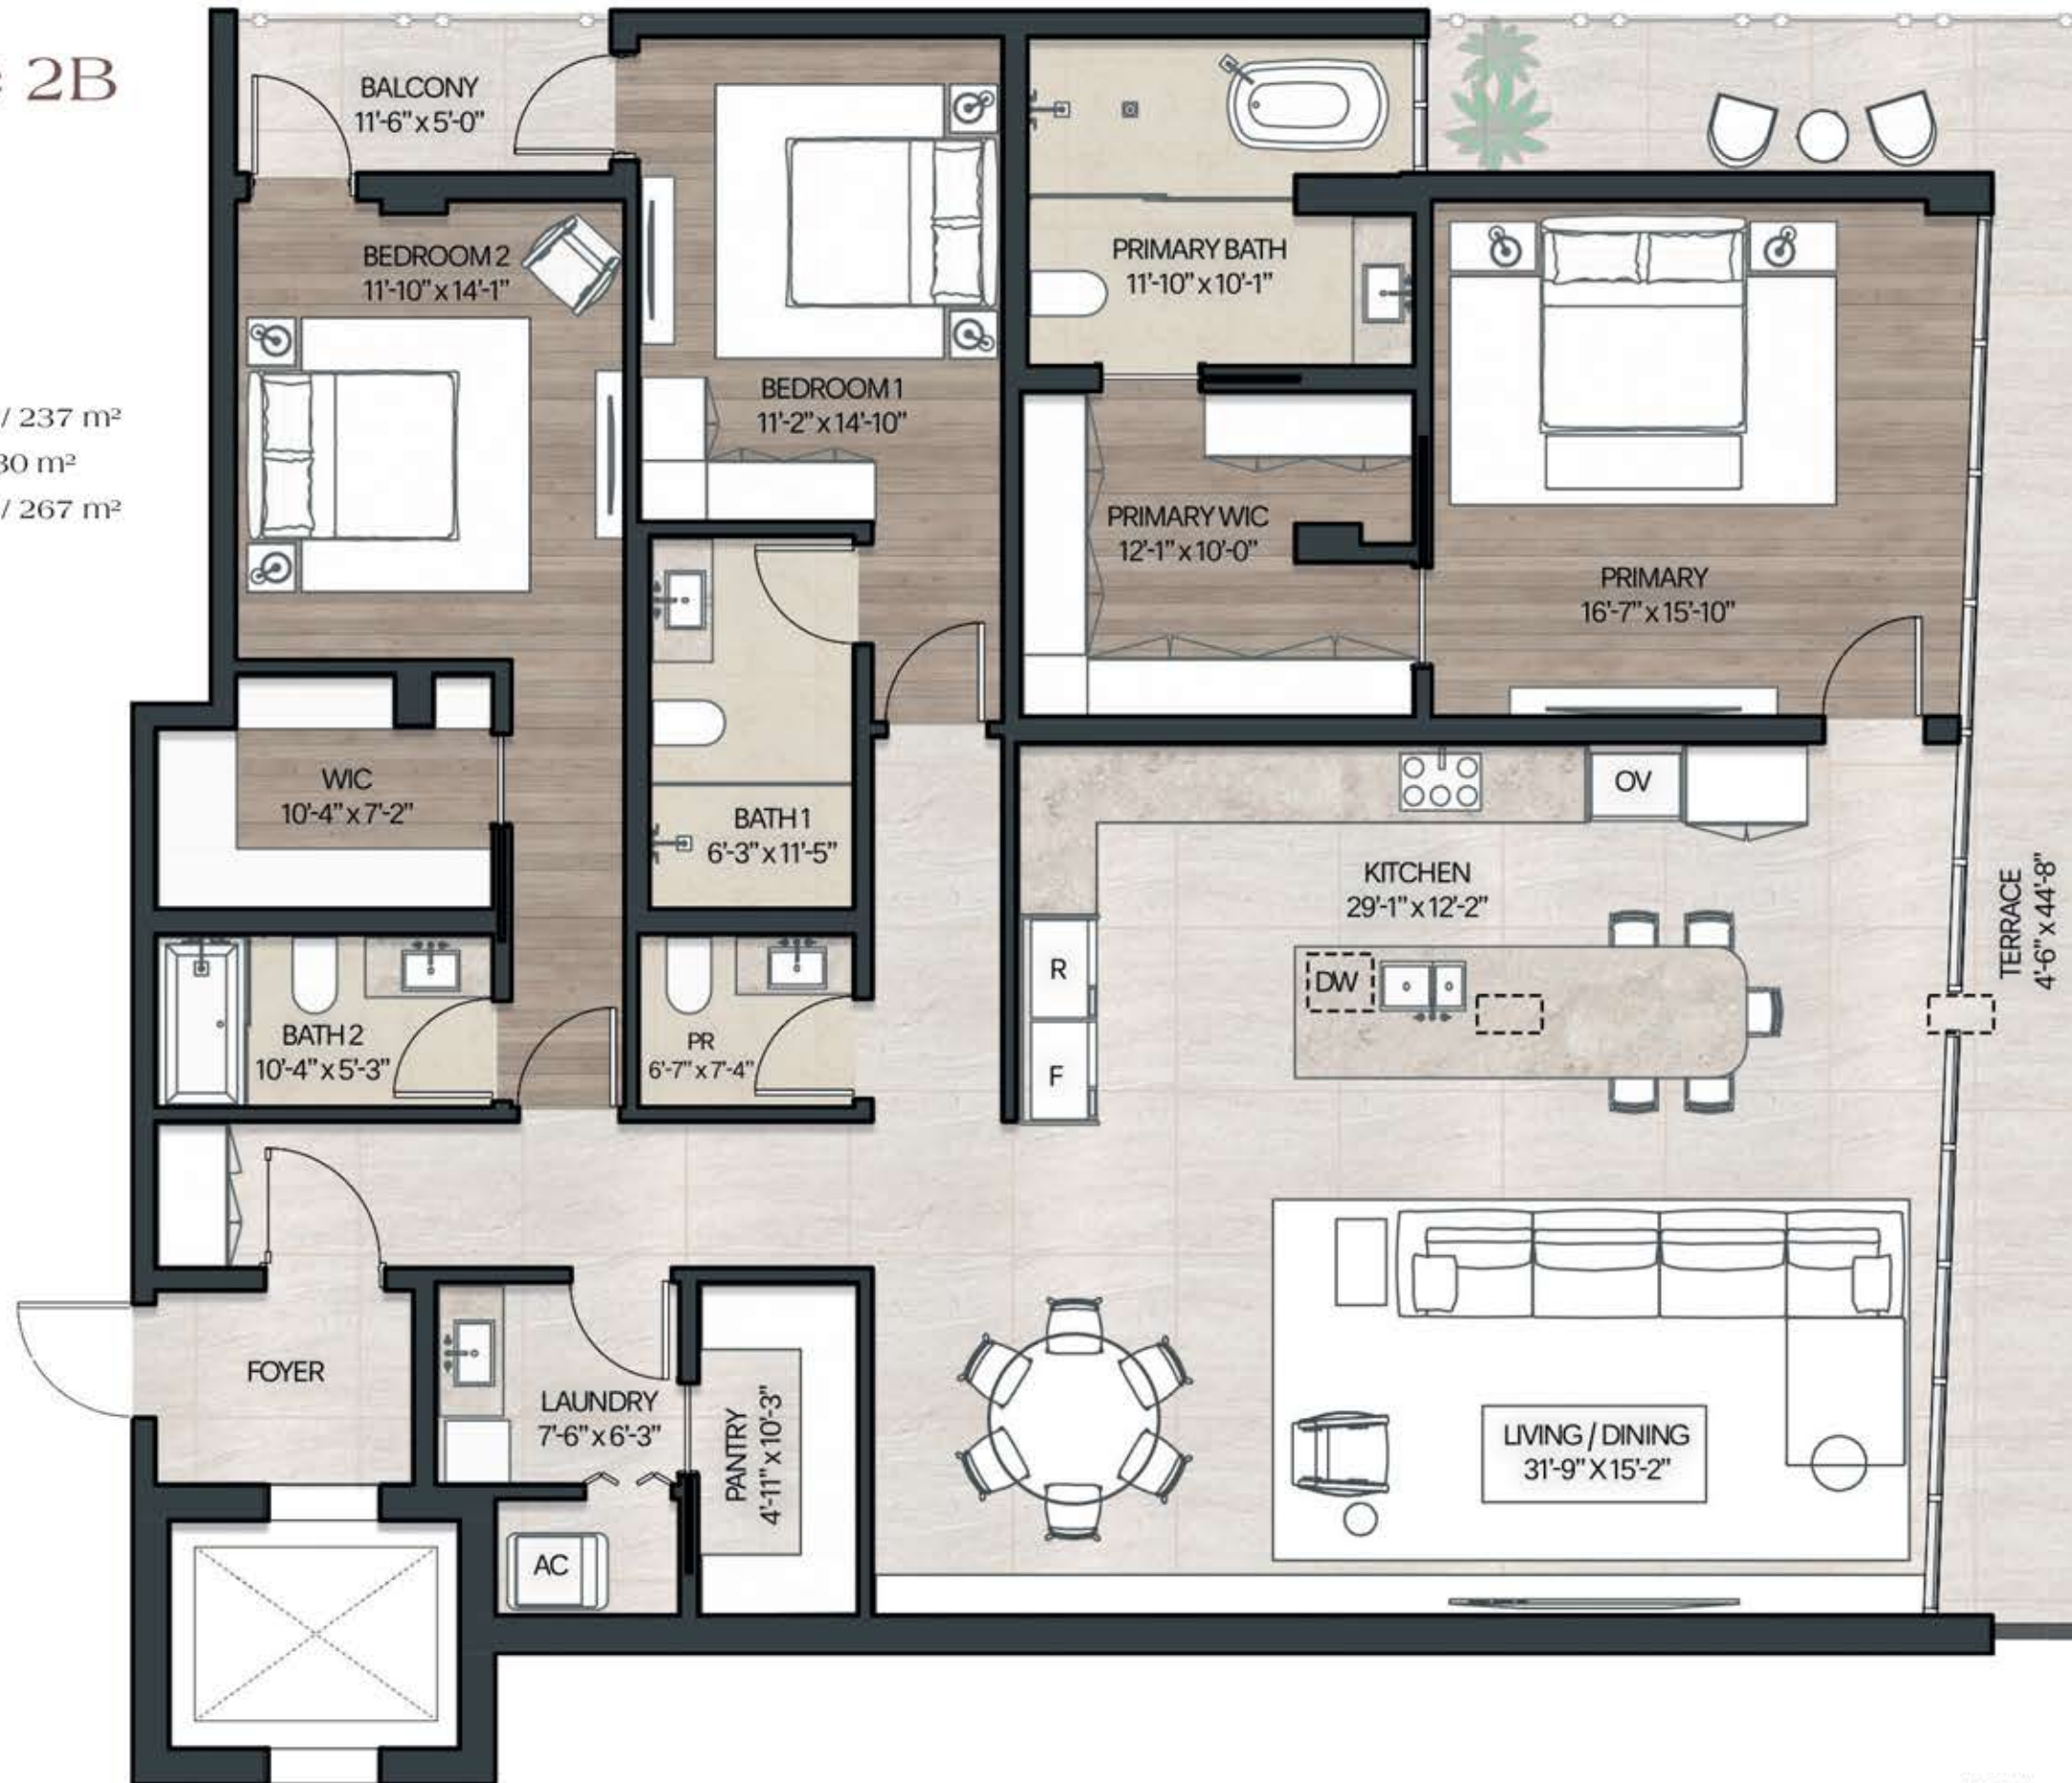 2B
/ 237 m²
30 m²
/ 267 m²
BALCONY
11'-6" x 5'-0"
BEDROOM 2
11'-10" x 14'-1"
BEDROOM 1
11'-2" x 14'-10"
PRIMARY BATH
11'-10" x 10'-1"
PRIMARY WIC
12'-1" x 10'-0"
PRIMARY
16'-7" x 15'-10"
WIC
10'-4" x 7'-2"
BATH 1
6'-3" x 11'-5"
OV
KITCHEN
29'-1" x 12'-2"
TERRACE
4'-6" x 44'-8"
R
DW
F
BATH 2
10'-4" x 5'-3"
PR
6'-7" x 7'-4"
FOYER
LAUNDRY
7'-6" x 6'-3"
PANTRY
4'-11" x 10'-3"
LIVING / DINING
31'-9" X 15'-2"
AC